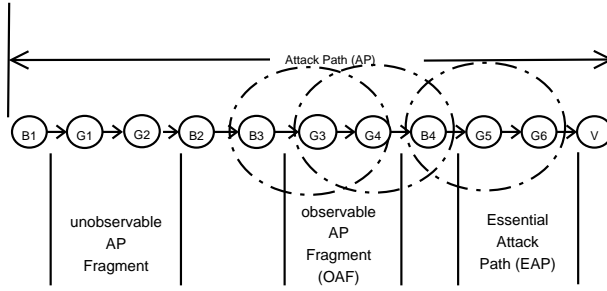 Attack Path (AP)
B1 G1 G2 B2 B3 G3 G4 B4 G5 G6 V
unobservable
AP
Fragment
observable
AP
Fragment
(OAF)
Essential
Attack
Path (EAP)